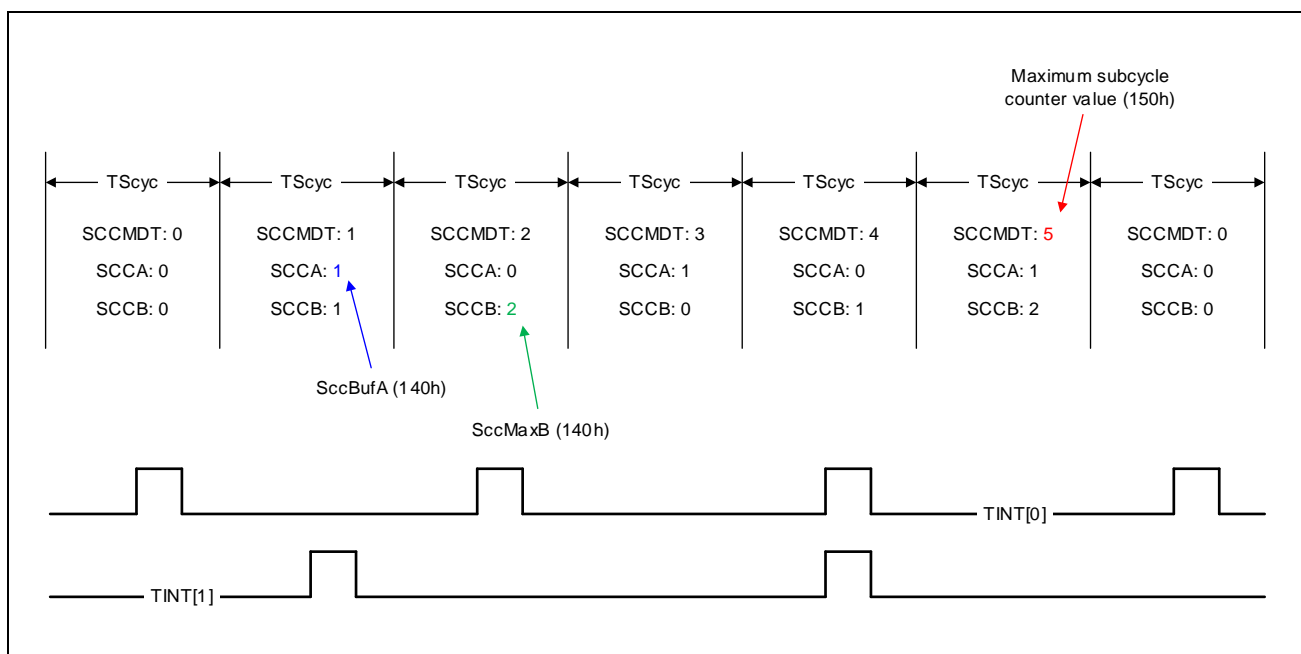 Maximum subcycle
counter value (150h)
TScyc TScyc TScyc TScyc TScyc TScyc TScyc
SCCMDT: 0 SCCMDT: 1 SCCMDT: 2 SCCMDT: 3 SCCMDT: 4 SCCMDT: 5 SCCMDT: 0
SCCA: 0 SCCA: 1 SCCA: 0 SCCA: 1 SCCA: 0 SCCA: 1 SCCA: 0
SCCB: 0 SCCB: 1 SCCB: 2 SCCB: 0 SCCB: 1 SCCB: 2 SCCB: 0
SccBufA (140h)
SccMaxB (140h)
TINT[0]
TINT[1]